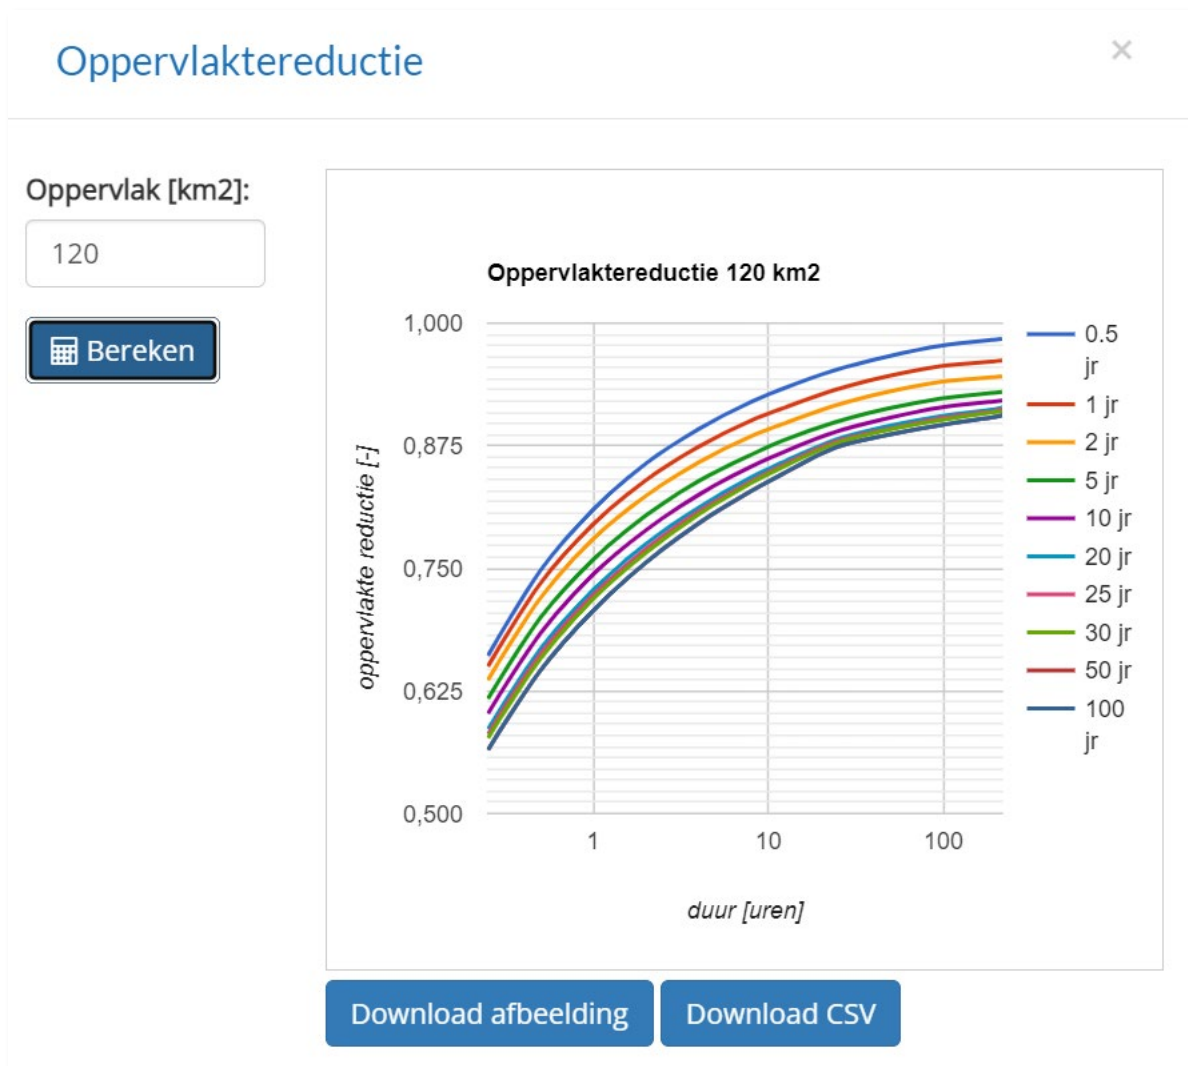 Oppervlaktereductie
×
Oppervlak [km2]:
120
Bereken
Oppervlaktereductie 120 km2
1,000
0,875
0,750
0,625
0,500
oppervlakte reductie [-]
1 10 100
duur [uren]
0.5
jr
1 jr
2 jr
5 jr
10 jr
20 jr
25 jr
30 jr
50 jr
100
jr
Download afbeelding Download CSV